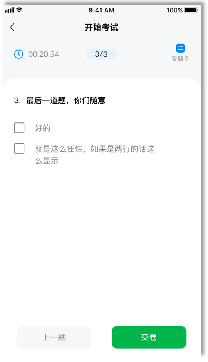 9:41 AM
100%
开始考试
00:20:54
3/3
答题卡
3. 最后一道题，你们随意
好的
就是这么任性，如果是两行的话这
么显示
上一题
交卷